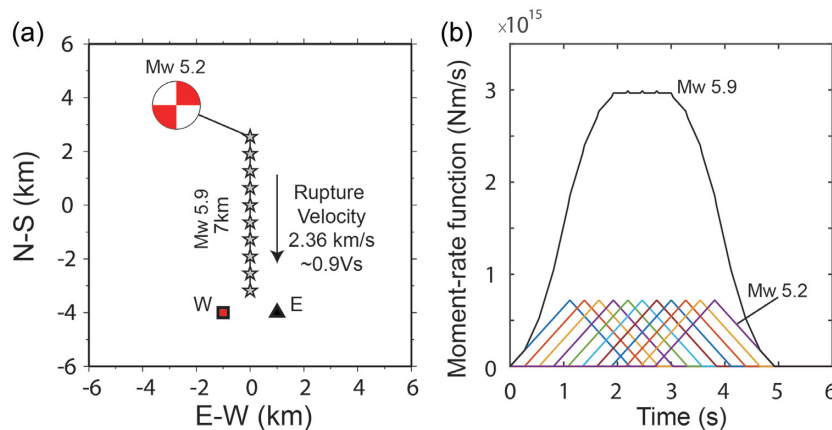 (a)
Mw 5.2
6
4
2
0
-2
-4
-6
N-S (km)
Mw 5.9
7km
Rupture
Velocity
2.36 km/s
~0.9Vs
W
E
-6
-4
-2
0
2
4
6
E-W (km)
(b)
×10¹⁵
Moment-rate function (Nm/s)
3
2
1
0
Mw 5.9
Mw 5.2
0
1
2
3
4
5
6
Time (s)